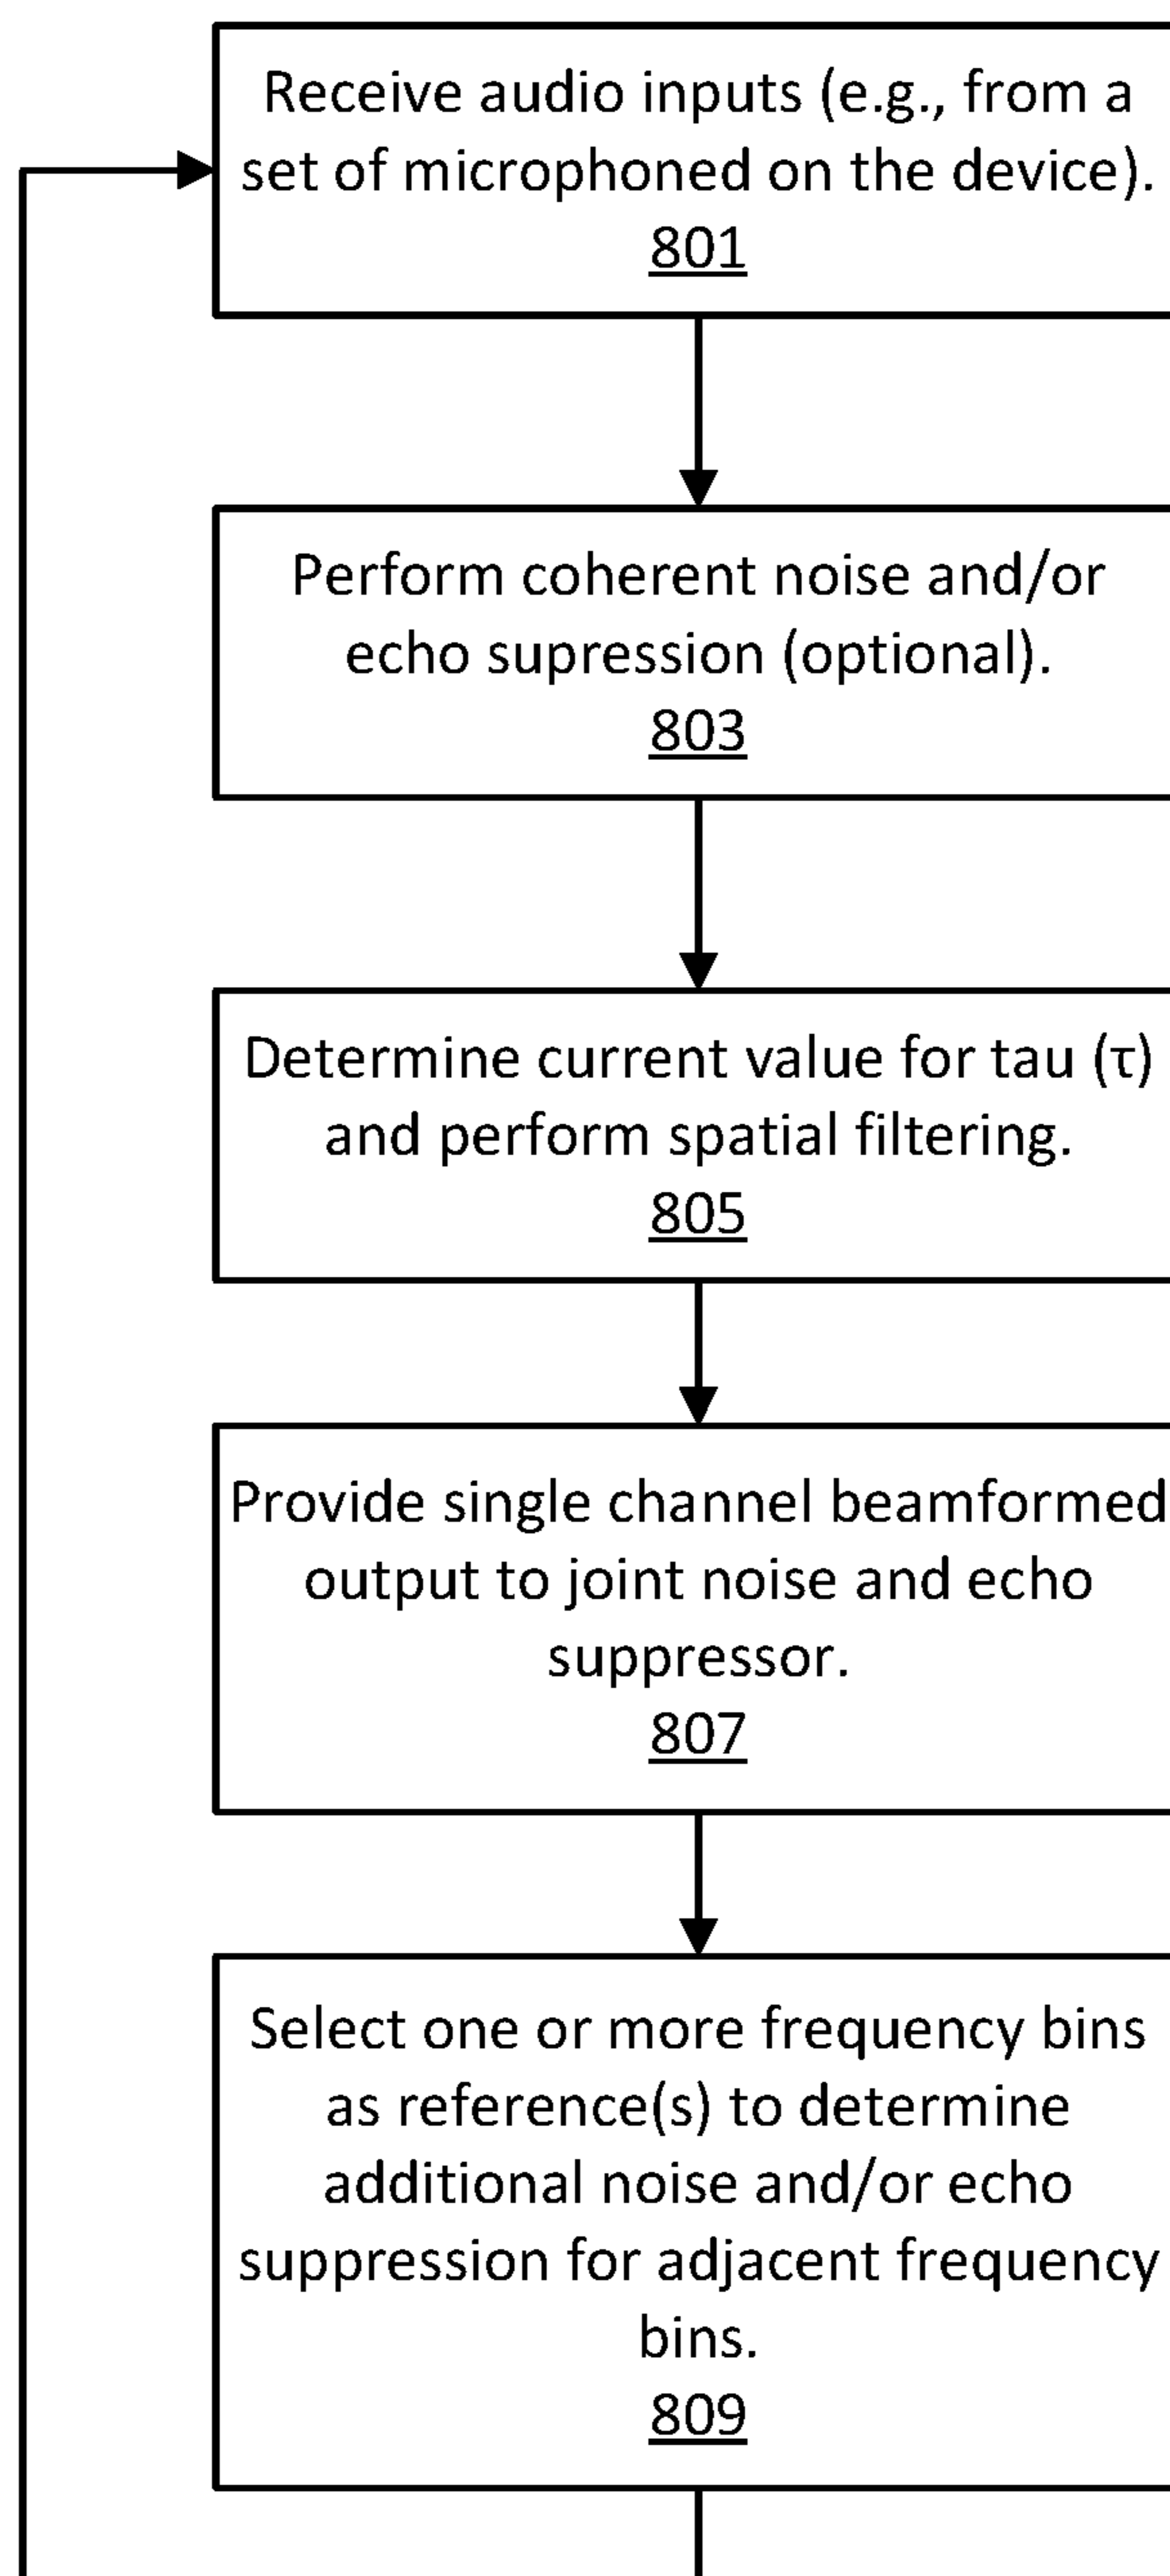 Receive audio inputs (e.g., from a
set of microphoned on the device).
801
Perform coherent noise and/or
echo supression (optional).
803
Determine current value for tau (τ)
and perform spatial filtering.
805
Provide single channel beamformed
output to joint noise and echo
suppressor.
807
Select one or more frequency bins
as reference(s) to determine
additional noise and/or echo
suppression for adjacent frequency
bins.
809